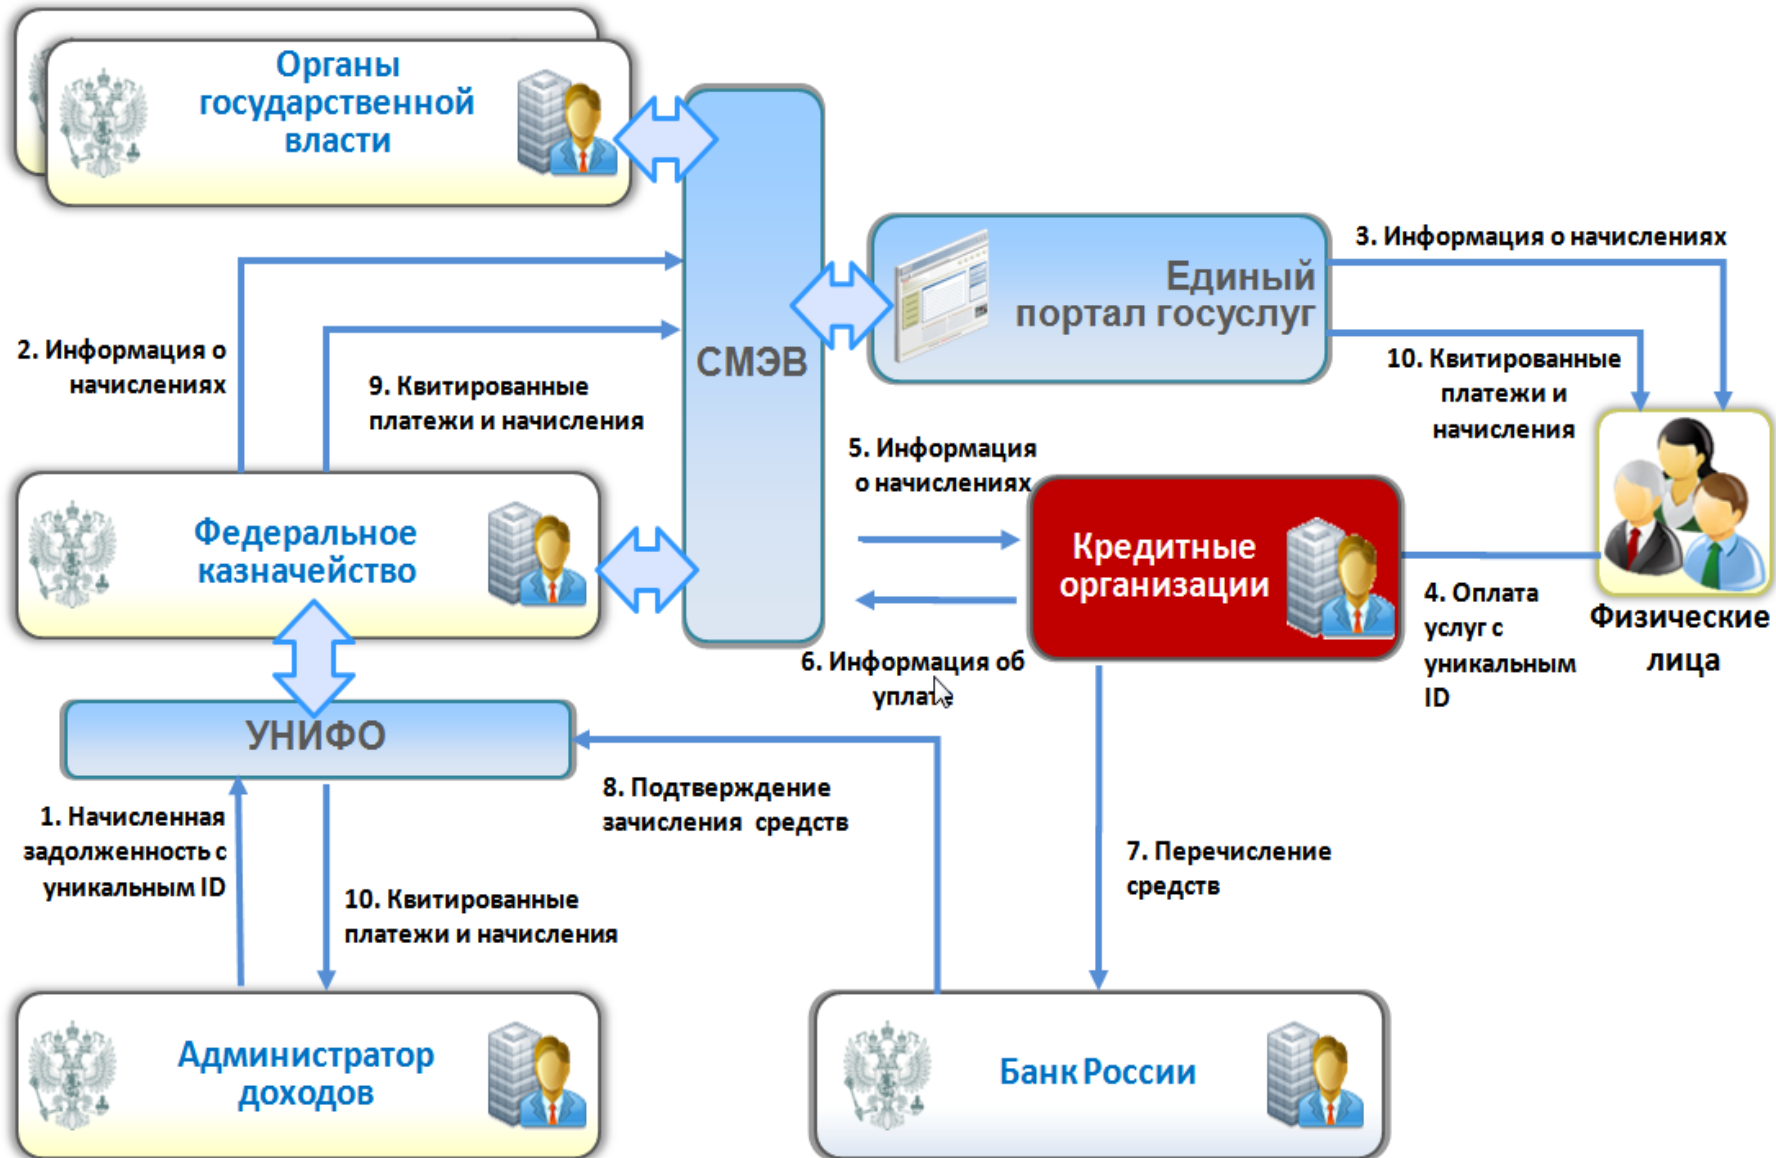 Органы
государственной
власти
3. Информация о начислениях
Единый
портал госуслуг
2. Информация о
начислениях
9. Квитированные
платежи и начисления
СМЭВ
10. Квитированные
платежи и
начисления
5. Информация
о начислениях
Федеральное
казначейство
Кредитные
организации
4. Оплата
услуг с
уникальным
ID
Физические
лица
6. Информация об
уплате
УНИФО
1. Начисленная
задолженность с
уникальным ID
8. Подтверждение
зачисления средств
7. Перечисление
средств
10. Квитированные
платежи и начисления
Администратор
доходов
Банк России